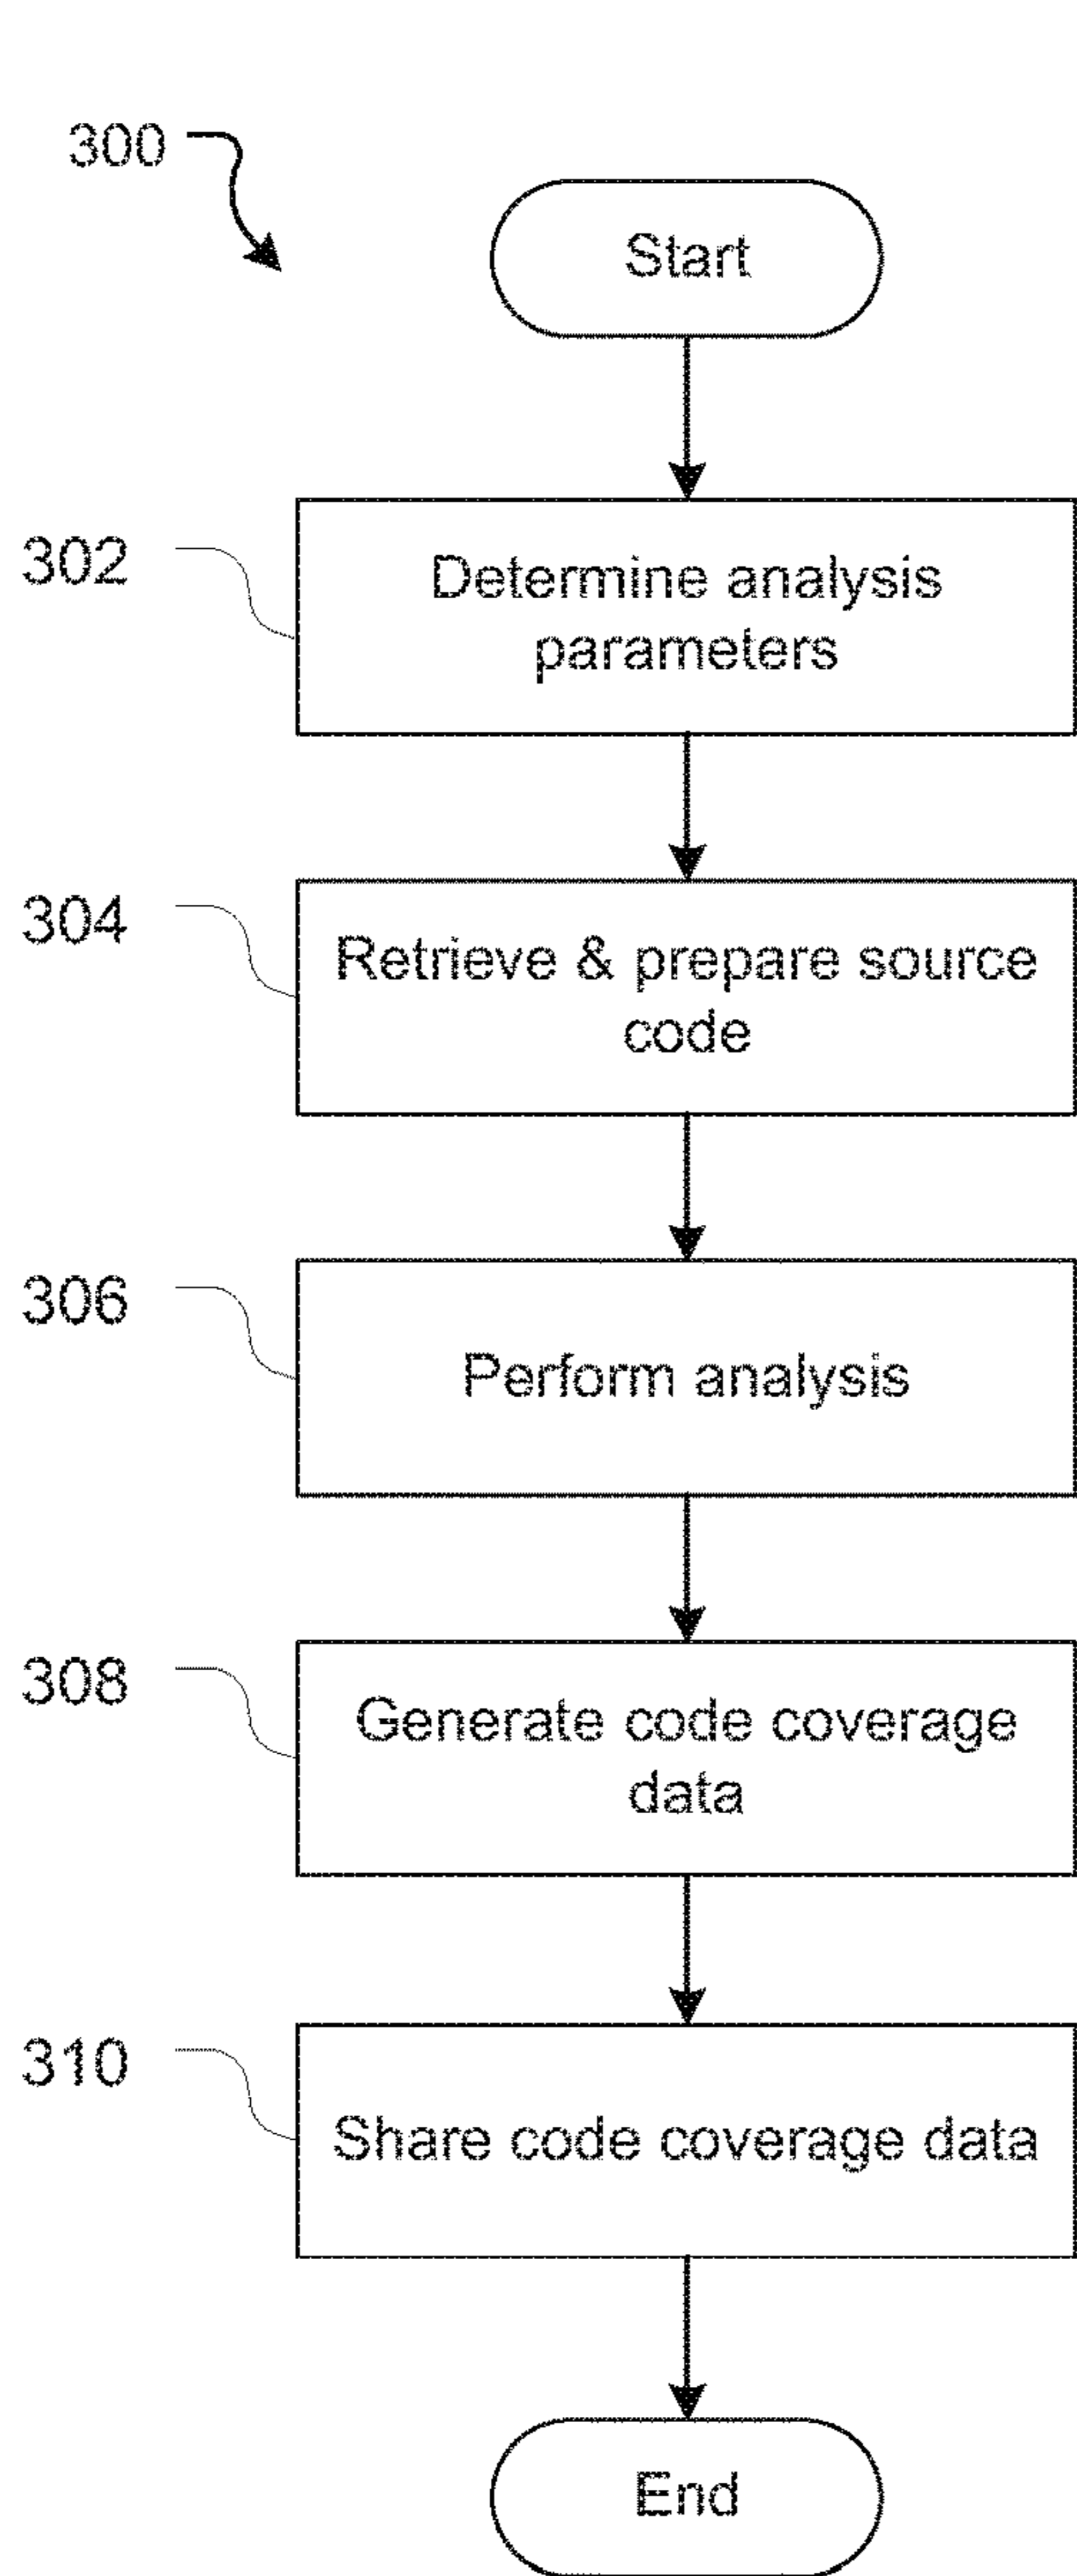 300
Start
302
Determine analysis
parameters
304
Retrieve & prepare source
code
306
Perform analysis
308
Generate code coverage
data
310
Share code coverage data
End